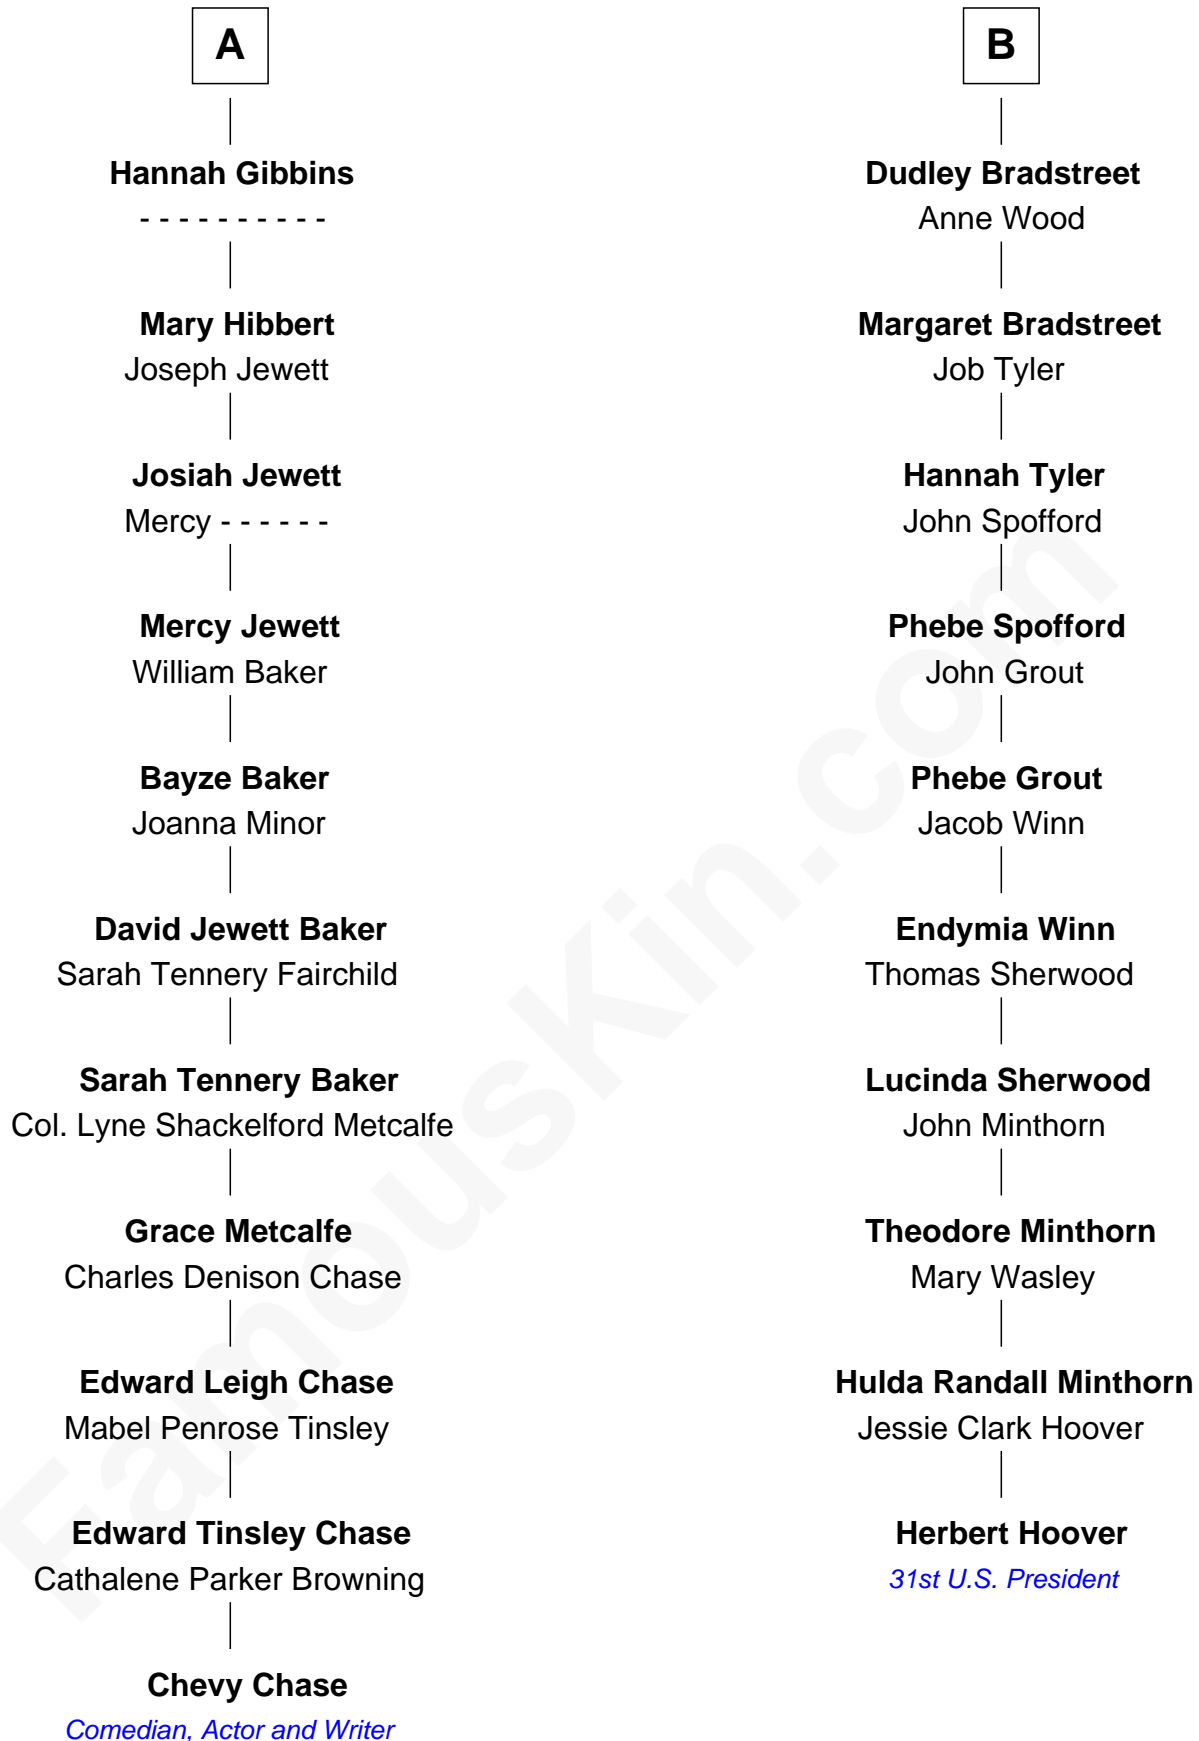 A
Hannah Gibbins
- - - - - - - - - -
Mary Hibbert
Joseph Jewett
Josiah Jewett
Mercy - - - - - -
Mercy Jewett
William Baker
Bayze Baker
Joanna Minor
David Jewett Baker
Sarah Tennery Fairchild
Sarah Tennery Baker
Col. Lyne Shackelford Metcalfe
Grace Metcalfe
Charles Denison Chase
Edward Leigh Chase
Mabel Penrose Tinsley
Edward Tinsley Chase
Cathalene Parker Browning
Chevy Chase
Comedian, Actor and Writer
B
Dudley Bradstreet
Anne Wood
Margaret Bradstreet
Job Tyler
Hannah Tyler
John Spofford
Phebe Spofford
John Grout
Phebe Grout
Jacob Winn
Endymia Winn
Thomas Sherwood
Lucinda Sherwood
John Minthorn
Theodore Minthorn
Mary Wasley
Hulda Randall Minthorn
Jessie Clark Hoover
Herbert Hoover
31st U.S. President
FamousKin.com